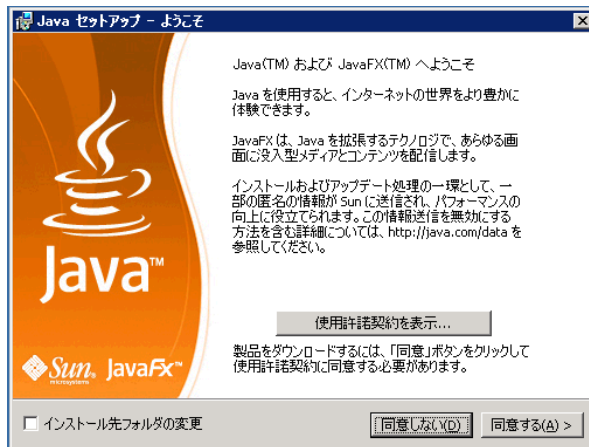 Java セットアップ - ようこそ
Java(TM) および JavaFX(TM) へようこそ
Java を使用すると、インターネットの世界をより豊かに
体験できます。
JavaFX は、Java を拡張するテクノロジで、あらゆる画
面に没入型メディアとコンテンツを配信します。
インストールおよびアップデート処理の一環として、一
部の匿名の情報が Sun に送信され、パフォーマンスの
向上に役立てられます。この情報送信を無効にする
方法を含む詳細については、http://java.com/data を
参照してください。
Java™
使用許諾契約を表示...
製品をダウンロードするには、「同意」ボタンをクリックして
使用許諾契約に同意する必要があります。
Sun microsystems JavaFX™
インストール先フォルダの変更
同意しない(D)
同意する(A) >